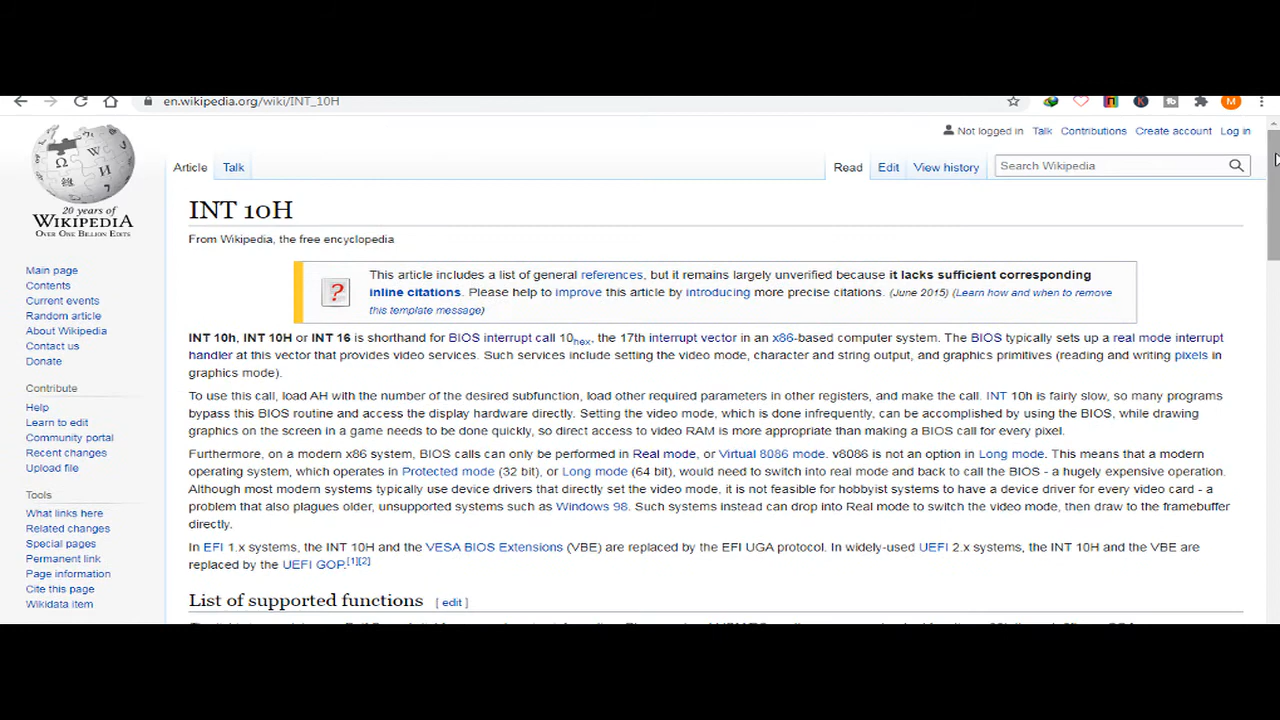 en.wikipedia.org/wiki/INT_10H
M
Not logged in Talk Contributions Create account Log in
Article Talk
Read Edit View history
Search Wikipedia
20 years of
WIKIPEDIA
OVER ONE BILLION EDITS
Main page
Contents
Current events
Random article
About Wikipedia
Contact us
Donate
Contribute
Help
Learn to edit
Community portal
Recent changes
Upload file
Tools
What links here
Related changes
Special pages
Permanent link
Page information
Cite this page
Wikidata item
INT 10H
From Wikipedia, the free encyclopedia
This article includes a list of general references, but it remains largely unverified because it lacks sufficient corresponding
inline citations. Please help to improve this article by introducing more precise citations. (June 2015) (Learn how and when to remove
this template message)
INT 10h, INT 10H or INT 16 is shorthand for BIOS interrupt call 10hex, the 17th interrupt vector in an x86-based computer system. The BIOS typically sets up a real mode interrupt
handler at this vector that provides video services. Such services include setting the video mode, character and string output, and graphics primitives (reading and writing pixels in
graphics mode).
To use this call, load AH with the number of the desired subfunction, load other required parameters in other registers, and make the call. INT 10h is fairly slow, so many programs
bypass this BIOS routine and access the display hardware directly. Setting the video mode, which is done infrequently, can be accomplished by using the BIOS, while drawing
graphics on the screen in a game needs to be done quickly, so direct access to video RAM is more appropriate than making a BIOS call for every pixel.
Furthermore, on a modern x86 system, BIOS calls can only be performed in Real mode, or Virtual 8086 mode. v8086 is not an option in Long mode. This means that a modern
operating system, which operates in Protected mode (32 bit), or Long mode (64 bit), would need to switch into real mode and back to call the BIOS - a hugely expensive operation.
Although most modern systems typically use device drivers that directly set the video mode, it is not feasible for hobbyist systems to have a device driver for every video card - a
problem that also plagues older, unsupported systems such as Windows 98. Such systems instead can drop into Real mode to switch the video mode, then draw to the framebuffer
directly.
In EFI 1.x systems, the INT 10H and the VESA BIOS Extensions (VBE) are replaced by the EFI UGA protocol. In widely-used UEFI 2.x systems, the INT 10H and the VBE are
replaced by the UEFI GOP.[1][2]
List of supported functions [ edit ]